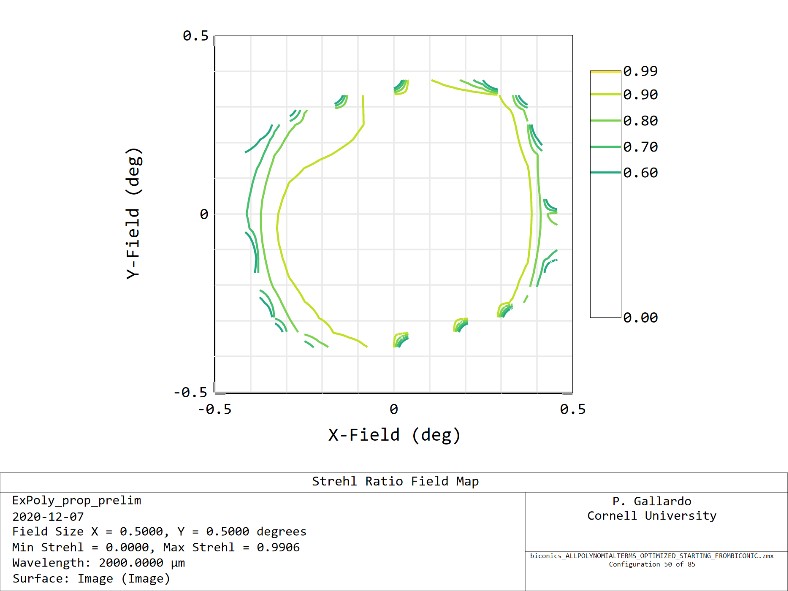 0.5
0
-0.5
-0.5
0
0.5
Y-Field (deg)
X-Field (deg)
0.99
0.90
0.80
0.70
0.60
0.00
Strehl Ratio Field Map
ExPoly_prop_prelim
2020-12-07
Field Size X = 0.5000, Y = 0.5000 degrees
Min Strehl = 0.0000, Max Strehl = 0.9906
Wavelength: 2000.0000 µm
Surface: Image (Image)
P. Gallardo
Cornell University
biconics_ALLPOLYNOMIALTERMS_OPTIMIZED_STARTING_FROMBICONIC.zmx
Configuration 50 of 85